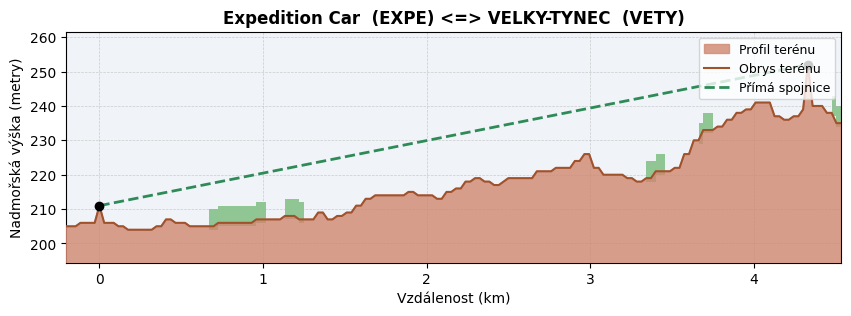 Expedition Car  (EXPE) <=> VELKY-TYNEC  (VETY)
Nadmořská výška (metry)
260
250
240
230
220
210
200
Profil terénu
Obrys terénu
Přímá spojnice
0
1
2
3
4
Vzdálenost (km)